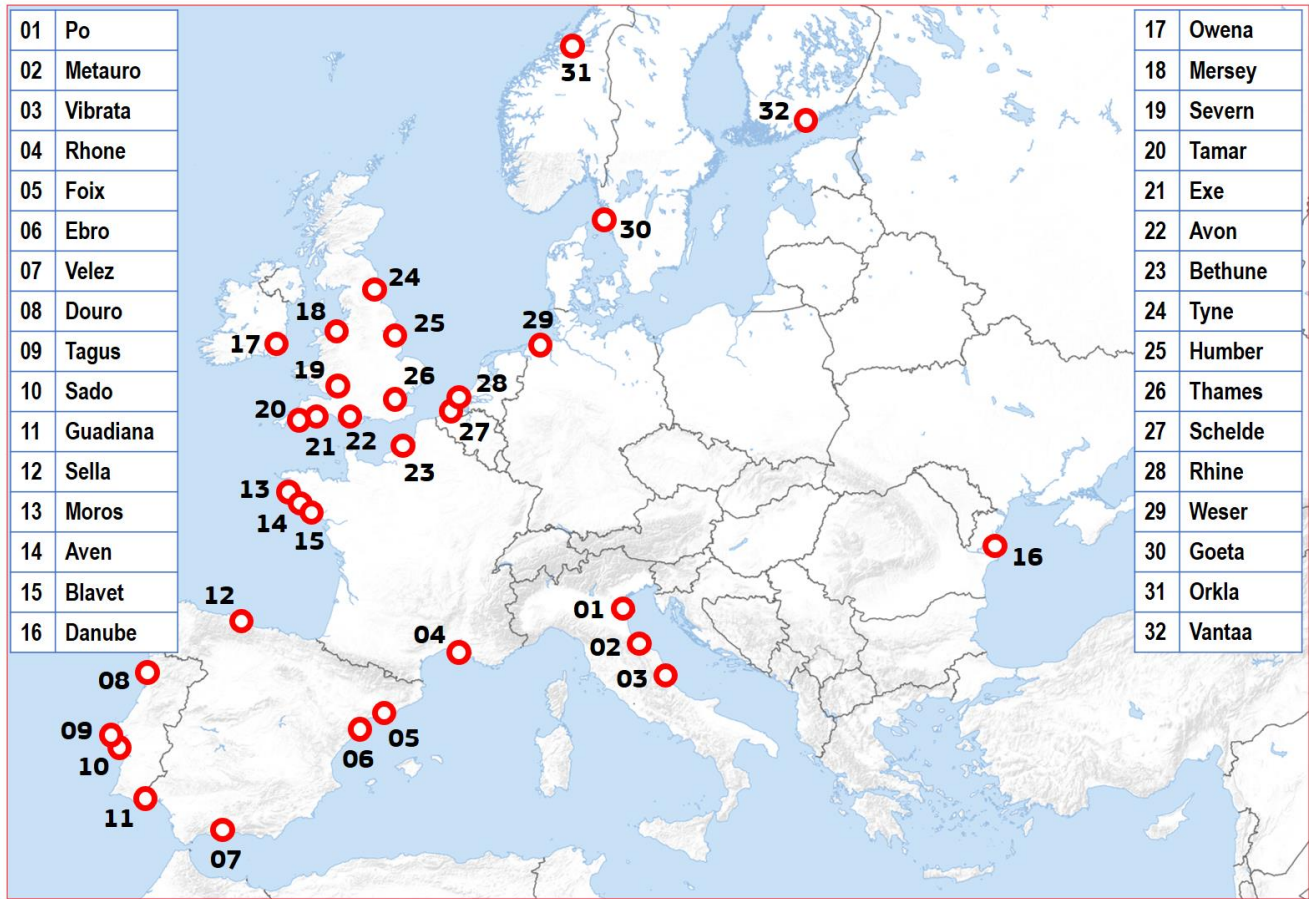 01 Po
02 Metauro
03 Vibrata
04 Rhone
05 Foix
06 Ebro
07 Velez
08 Douro
09 Tagus
10 Sado
11 Guadiana
12 Sella
13 Moros
14 Aven
15 Blavet
16 Danube
17 Owena
18 Mersey
19 Severn
20 Tamar
21 Exe
22 Avon
23 Bethune
24 Tyne
25 Humber
26 Thames
27 Schelde
28 Rhine
29 Weser
30 Goeta
31 Orkla
32 Vantaa
31
32
30
24
18
25
29
17
19
26
28
20
21
22
27
23
13
14
15
16
12
01
04
02
03
08
05
09
06
10
11
07